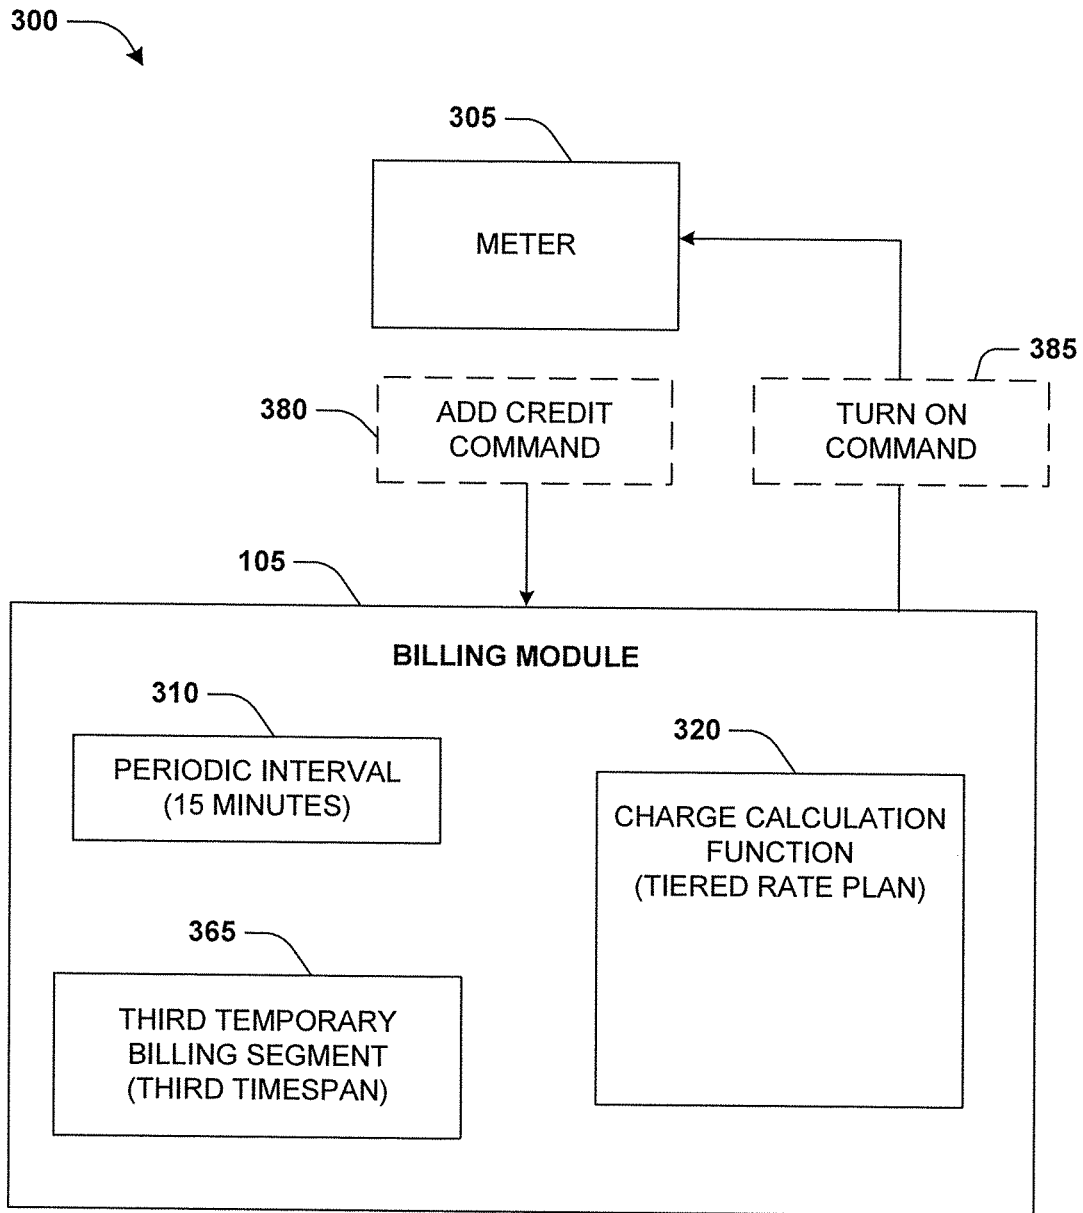 300
305
METER
385
380
ADD CREDIT
COMMAND
TURN ON
COMMAND
105
BILLING MODULE
310
PERIODIC INTERVAL
(15 MINUTES)
320
CHARGE CALCULATION
FUNCTION
(TIERED RATE PLAN)
365
THIRD TEMPORARY
BILLING SEGMENT
(THIRD TIMESPAN)